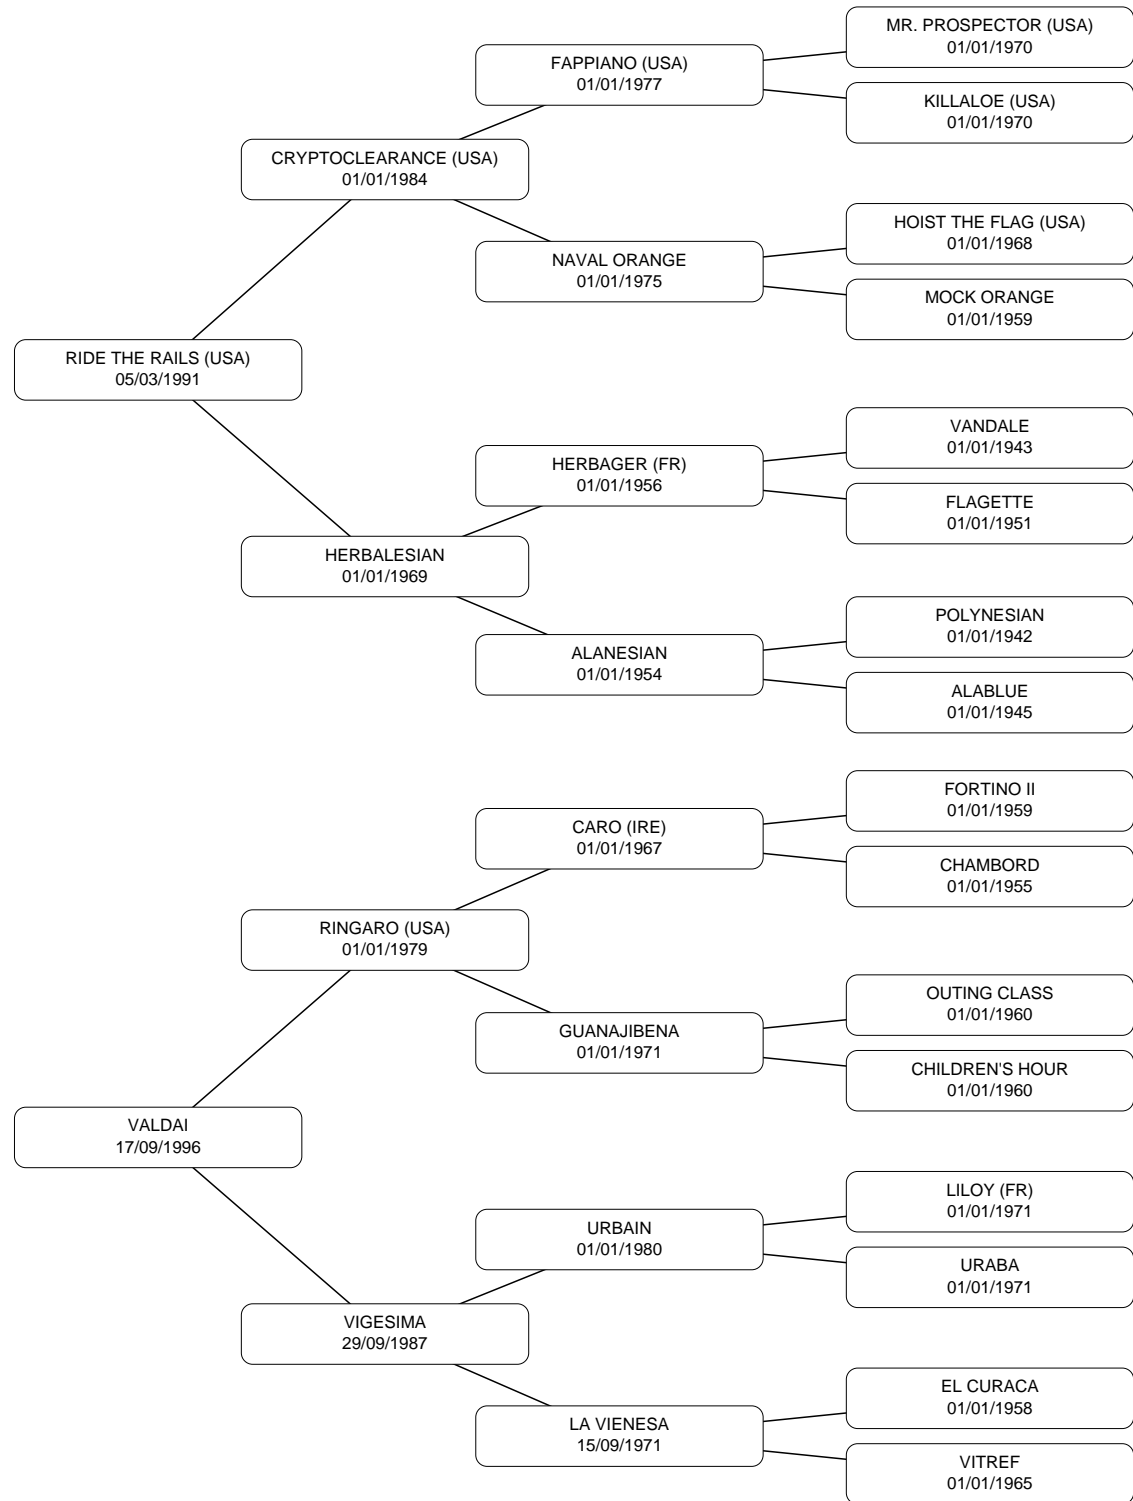 MR. PROSPECTOR (USA)
01/01/1970
FAPPIANO (USA)
01/01/1977
KILLALOE (USA)
01/01/1970
CRYPTOCLEARANCE (USA)
01/01/1984
HOIST THE FLAG (USA)
01/01/1968
NAVAL ORANGE
01/01/1975
MOCK ORANGE
01/01/1959
RIDE THE RAILS (USA)
05/03/1991
VANDALE
01/01/1943
HERBAGER (FR)
01/01/1956
FLAGETTE
01/01/1951
HERBALESIAN
01/01/1969
POLYNESIAN
01/01/1942
ALANESIAN
01/01/1954
ALABLUE
01/01/1945
FORTINO II
01/01/1959
CARO (IRE)
01/01/1967
CHAMBORD
01/01/1955
RINGARO (USA)
01/01/1979
OUTING CLASS
01/01/1960
GUANAJIBENA
01/01/1971
CHILDREN'S HOUR
01/01/1960
VALDAI
17/09/1996
LILOY (FR)
01/01/1971
URBAIN
01/01/1980
URABA
01/01/1971
VIGESIMA
29/09/1987
EL CURACA
01/01/1958
LA VIENESA
15/09/1971
VITREF
01/01/1965